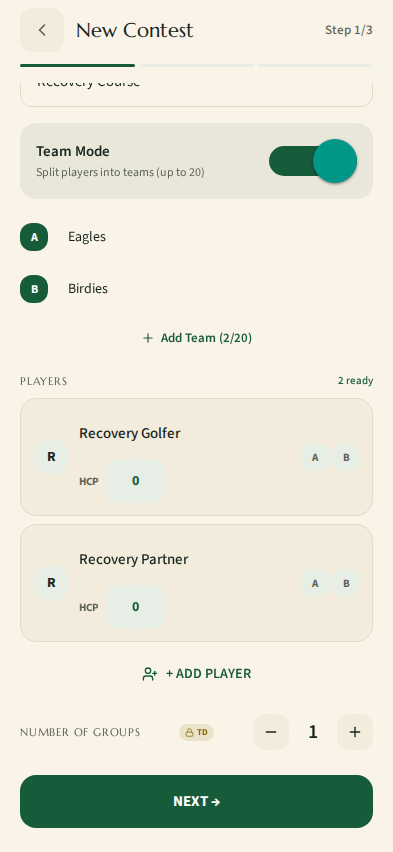 New Contest
Step 1/3
Recovery Course
Team Mode
Split players into teams (up to 20)
A Eagles
B Birdies
+ Add Team (2/20)
PLAYERS
2 ready
Recovery Golfer
R
A B
HCP 0
Recovery Partner
R
A B
HCP 0
+ ADD PLAYER
NUMBER OF GROUPS TD − 1 +
NEXT →